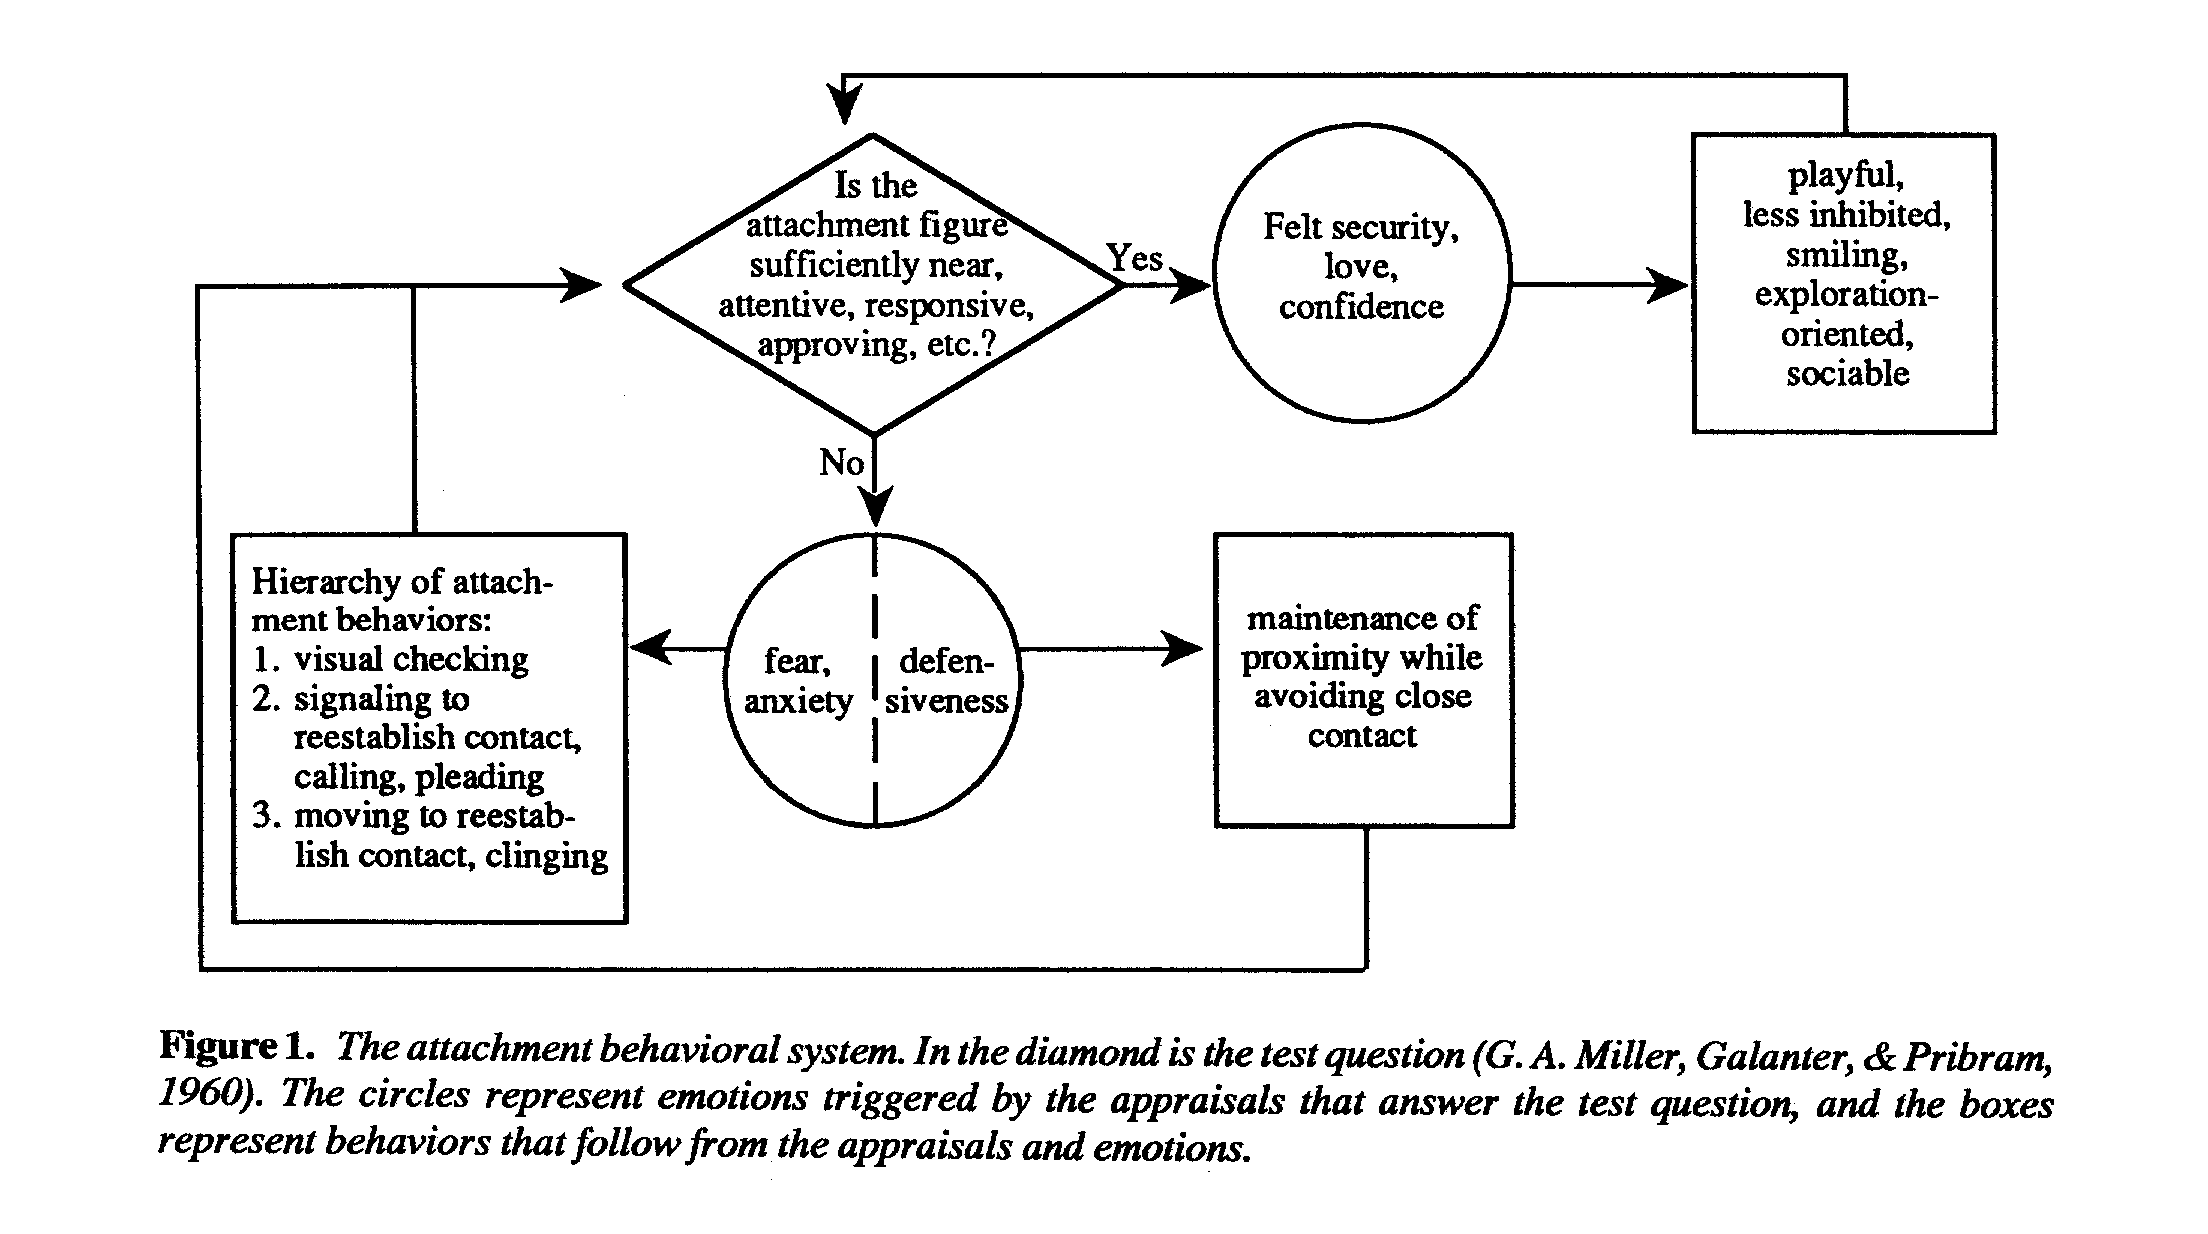 Is the
attachment figure
sufficiently near,
attentive, responsive,
approving, etc.?
Yes
Felt security,
love,
confidence
playful,
less inhibited,
smiling,
exploration-
oriented,
sociable
No
Hierarchy of attach-
ment behaviors:
1. visual checking
2. signaling to
reestablish contact,
calling, pleading
3. moving to reestab-
lish contact, clinging
fear,
anxiety
defen-
siveness
maintenance of
proximity while
avoiding close
contact
Figure 1. The attachment behavioral system. In the diamond is the test question (G. A. Miller, Galanter, & Pribram,
1960). The circles represent emotions triggered by the appraisals that answer the test question, and the boxes
represent behaviors that follow from the appraisals and emotions.